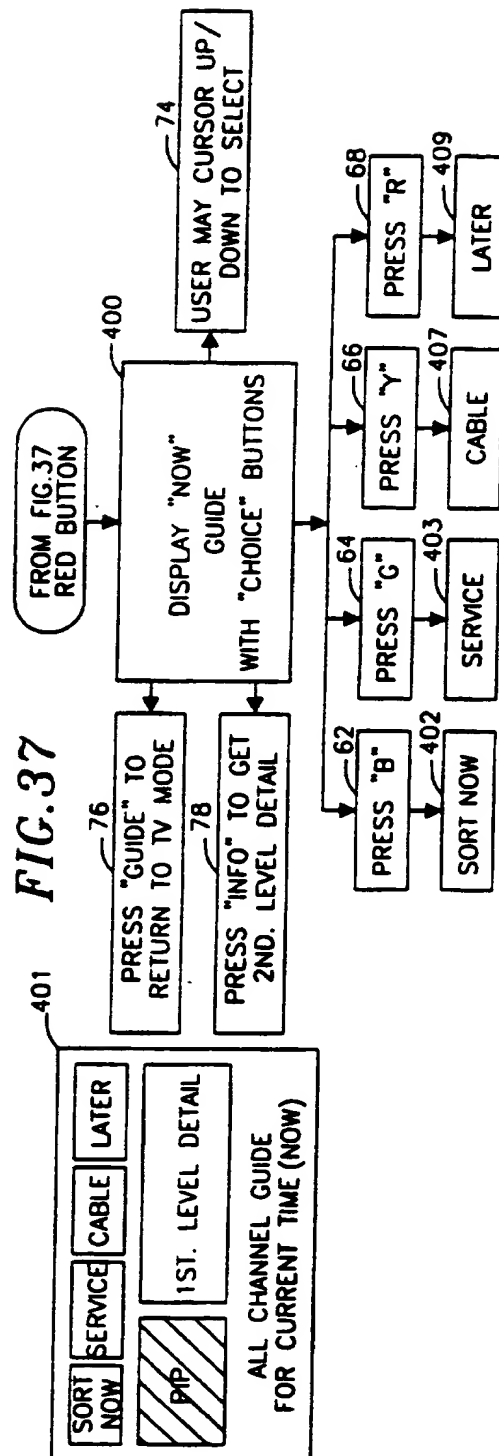 FIG.37
401
SORT
NOW
SERVICE
CABLE
LATER
PIP
1ST. LEVEL DETAIL
ALL CHANNEL GUIDE
FOR CURRENT TIME (NOW)
FROM FIG.37
RED BUTTON
400
DISPLAY "NOW"
GUIDE
WITH "CHOICE" BUTTONS
76
PRESS "GUIDE" TO
RETURN TO TV MODE
78
PRESS "INFO" TO GET
2ND. LEVEL DETAIL
74
USER MAY CURSOR UP/
DOWN TO SELECT
62
PRESS "B"
64
PRESS "G"
66
PRESS "Y"
68
PRESS "R"
402
SORT NOW
403
SERVICE
407
CABLE
409
LATER